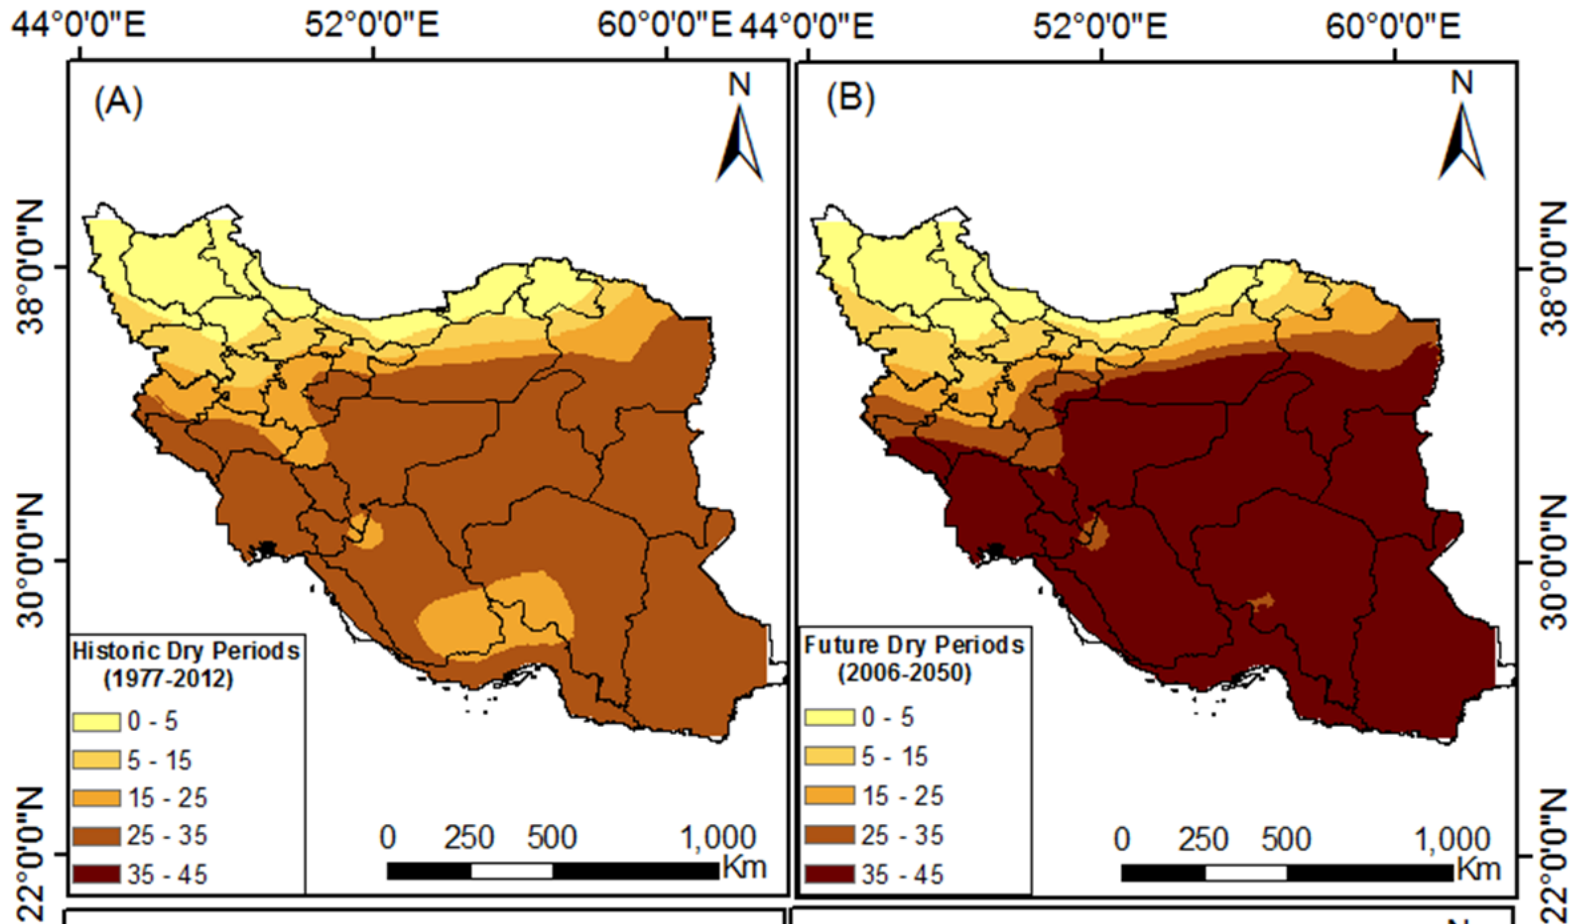 44°0'0"E 52°0'0"E 60°0'0"E 44°0'0"E 52°0'0"E 60°0'0"E
(A)
N
(B)
N
38°0'0"N
30°0'0"N
22°0'0"N
38°0'0"N
30°0'0"N
22°0'0"N
Historic Dry Periods
(1977-2012)
0 - 5
5 - 15
15 - 25
25 - 35
35 - 45
0 250 500 1,000
Km
Future Dry Periods
(2006-2050)
0 - 5
5 - 15
15 - 25
25 - 35
35 - 45
0 250 500 1,000
Km